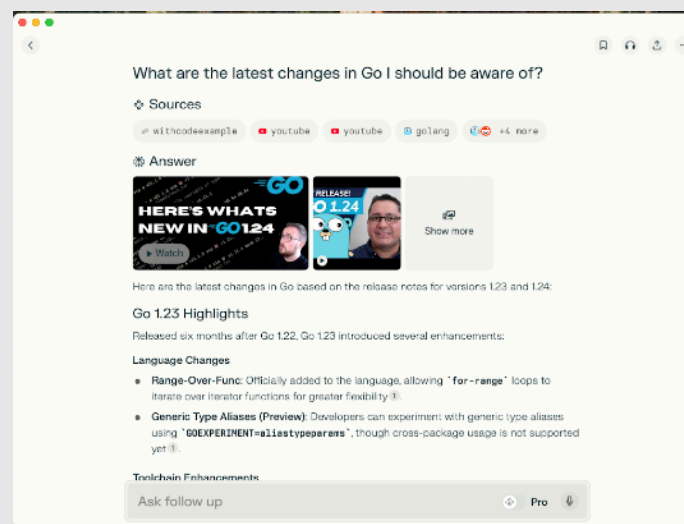 What are the latest changes in Go I should be aware of?
Sources
withcodeexample
youtube
youtube
golang
+4 more
Answer
GO
HERE'S WHATS
NEW IN GO 1.24
Watch
RELEASE!
O 1.24
Show more
Here are the latest changes in Go based on the release notes for versions 1.23 and 1.24:
Go 1.23 Highlights
Released six months after Go 1.22, Go 1.23 introduced several enhancements:
Language Changes
Range-Over-Func: Officially added to the language, allowing `for-range` loops to
iterate over iterator functions for greater flexibility 1.
Generic Type Aliases (Preview): Developers can experiment with generic type aliases
using `GOEXPERIMENT=aliastypeparams`, though cross-package usage is not supported
yet 1.
Toolchain Enhancements
Ask follow up
Pro